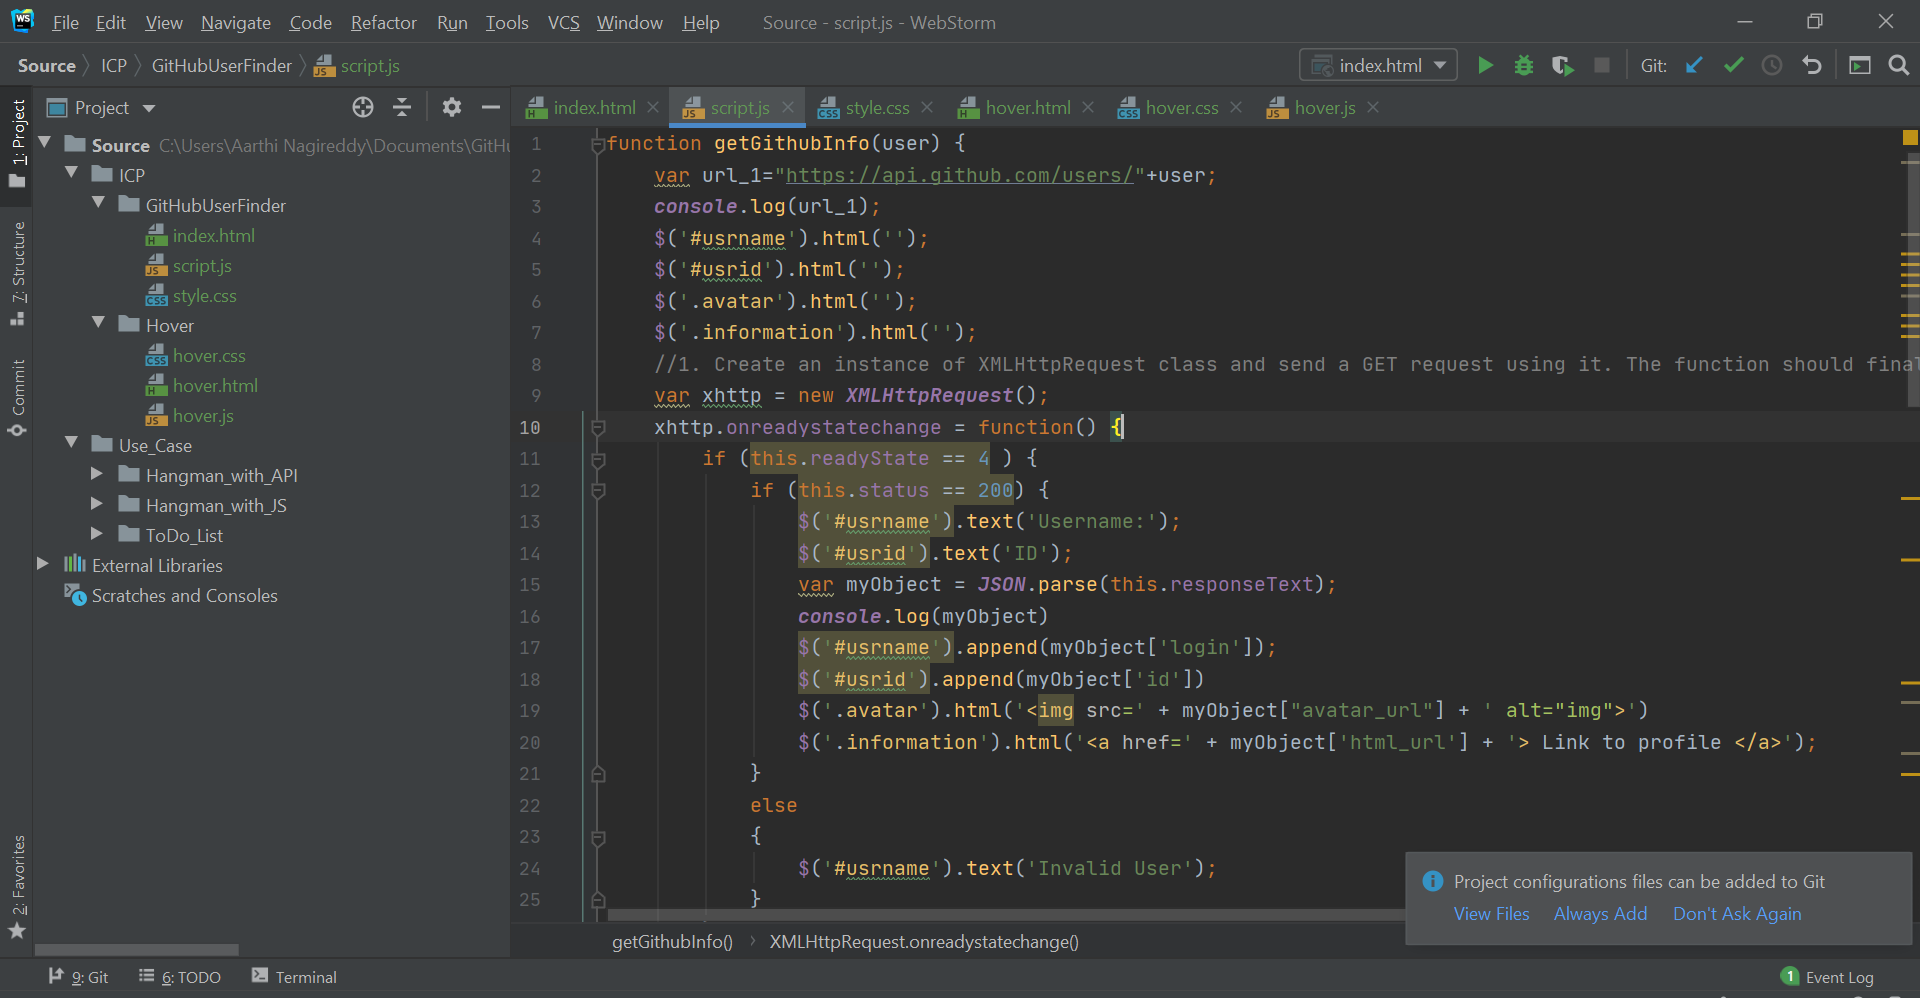 WS File Edit View Navigate Code Refactor Run Tools VCS Window Help Source - script.js - WebStorm
Source ICP GitHubUserFinder script.js index.html Git:
Project index.html script.js style.css hover.html hover.css hover.js
1: Project
7: Structure
Commit
2: Favorites
Source C:\Users\Aarthi Nagireddy\Documents\GitHu
ICP
GitHubUserFinder
index.html
script.js
style.css
Hover
hover.css
hover.html
hover.js
Use_Case
Hangman_with_API
Hangman_with_JS
ToDo_List
External Libraries
Scratches and Consoles
1 function getGithubInfo(user) {
2 var url_1="https://api.github.com/users/"+user;
3 console.log(url_1);
4 $('#usrname').html('');
5 $('#usrid').html('');
6 $('.avatar').html('');
7 $('.information').html('');
8 //1. Create an instance of XMLHttpRequest class and send a GET request using it. The function should final
9 var xhttp = new XMLHttpRequest();
10 xhttp.onreadystatechange = function() {
11 if (this.readyState == 4 ) {
12 if (this.status == 200) {
13 $('#usrname').text('Username:');
14 $('#usrid').text('ID');
15 var myObject = JSON.parse(this.responseText);
16 console.log(myObject)
17 $('#usrname').append(myObject['login']);
18 $('#usrid').append(myObject['id'])
19 $('.avatar').html('<img src=' + myObject["avatar_url"] + ' alt="img">')
20 $('.information').html('<a href=' + myObject['html_url'] + '> Link to profile </a>');
21 }
22 else
23 {
24 $('#usrname').text('Invalid User');
25 }
Project configurations files can be added to Git
View Files Always Add Don't Ask Again
getGithubInfo() XMLHttpRequest.onreadystatechange()
9: Git 6: TODO Terminal 1 Event Log